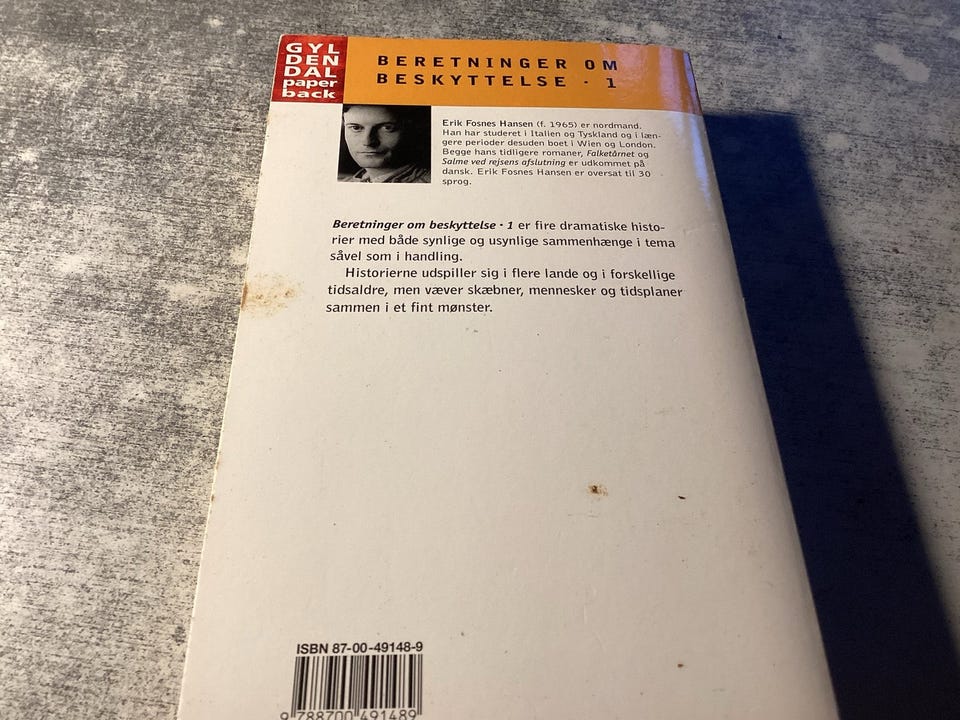 GYL
DEN
DAL
paper
back
BERETNINGER OM
BESKYTTELSE · 1
Erik Fosnes Hansen (f. 1965) er nordmand.
Han har studeret i Italien og Tyskland og i læn-
gere perioder desuden boet i Wien og London.
Begge hans tidligere romaner, Falketårnet og
Salme ved rejsens afslutning er udkommet på
dansk. Erik Fosnes Hansen er oversat til 30
sprog.
Beretninger om beskyttelse · 1 er fire dramatiske histo-
rier med både synlige og usynlige sammenhænge i tema
såvel som i handling.
Historierne udspiller sig i flere lande og i forskellige
tidsaldre, men væver skæbner, mennesker og tidsplaner
sammen i et fint mønster.
ISBN 87-00-49148-9
9 788700 491489